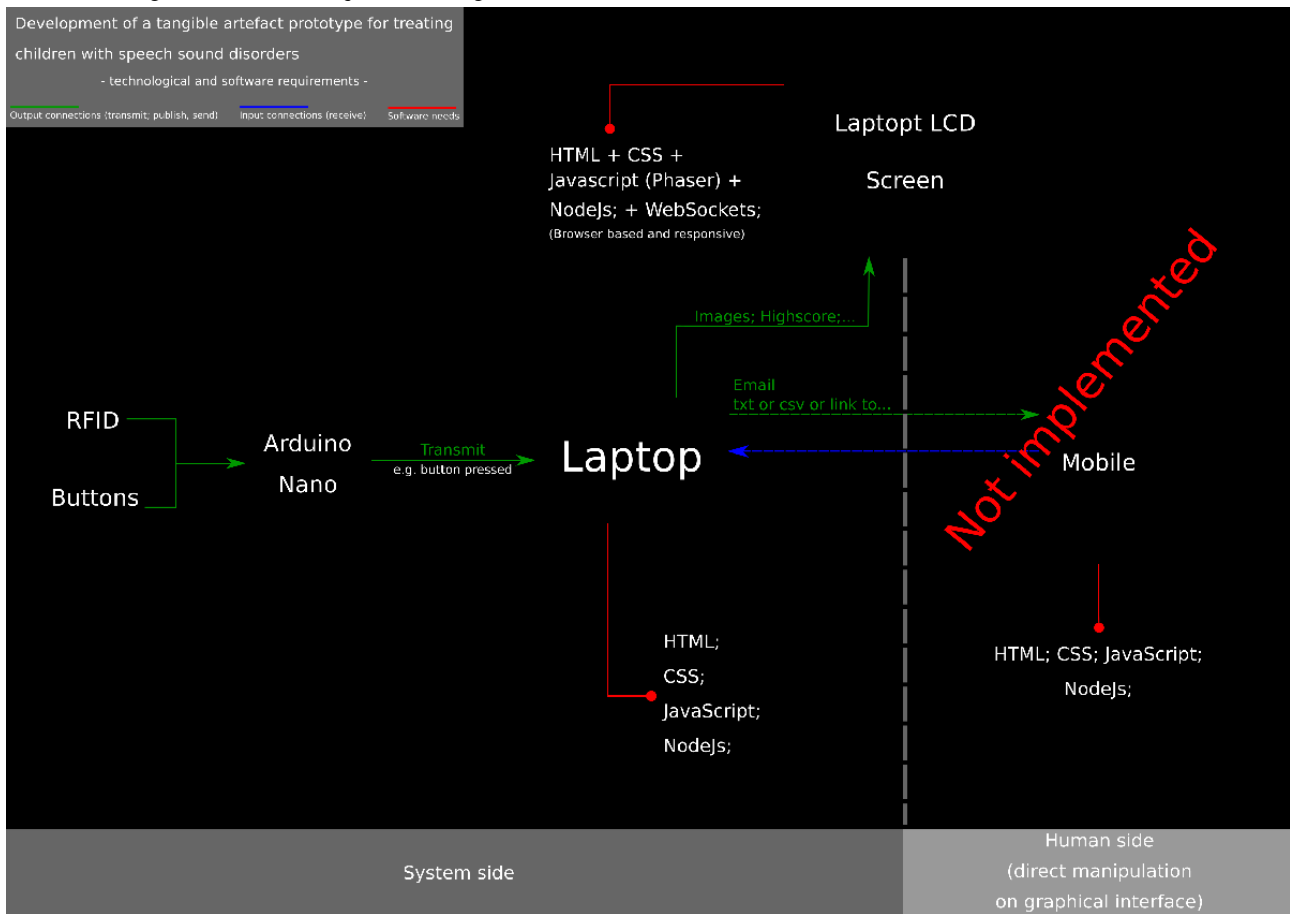 Development of a tangible artefact prototype for treating
children with speech sound disorders
- technological and software requirements -
Output connections (transmit; publish, send)
Input connections (receive)
Software needs
HTML + CSS +
Javascript (Phaser) +
NodeJs; + WebSockets;
(Browser based and responsive)
Laptopt LCD
Screen
Images; Highscore;...
Email
txt or csv or link to...
Not implemented
RFID
Buttons
Arduino
Nano
Transmit
e.g. button pressed
Laptop
Mobile
HTML;
CSS;
JavaScript;
NodeJs;
HTML; CSS; JavaScript;
NodeJs;
System side
Human side
(direct manipulation
on graphical interface)